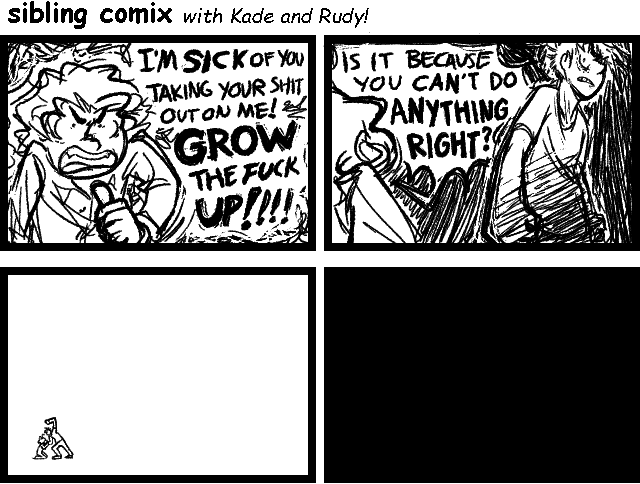 sibling comix with Kade and Rudy!
I'M SICK OF YOU
TAKING YOUR SHIT
OUT ON ME!
GROW
THE FUCK
UP!!!!
IS IT BECAUSE
YOU CAN'T DO
ANYTHING
RIGHT?